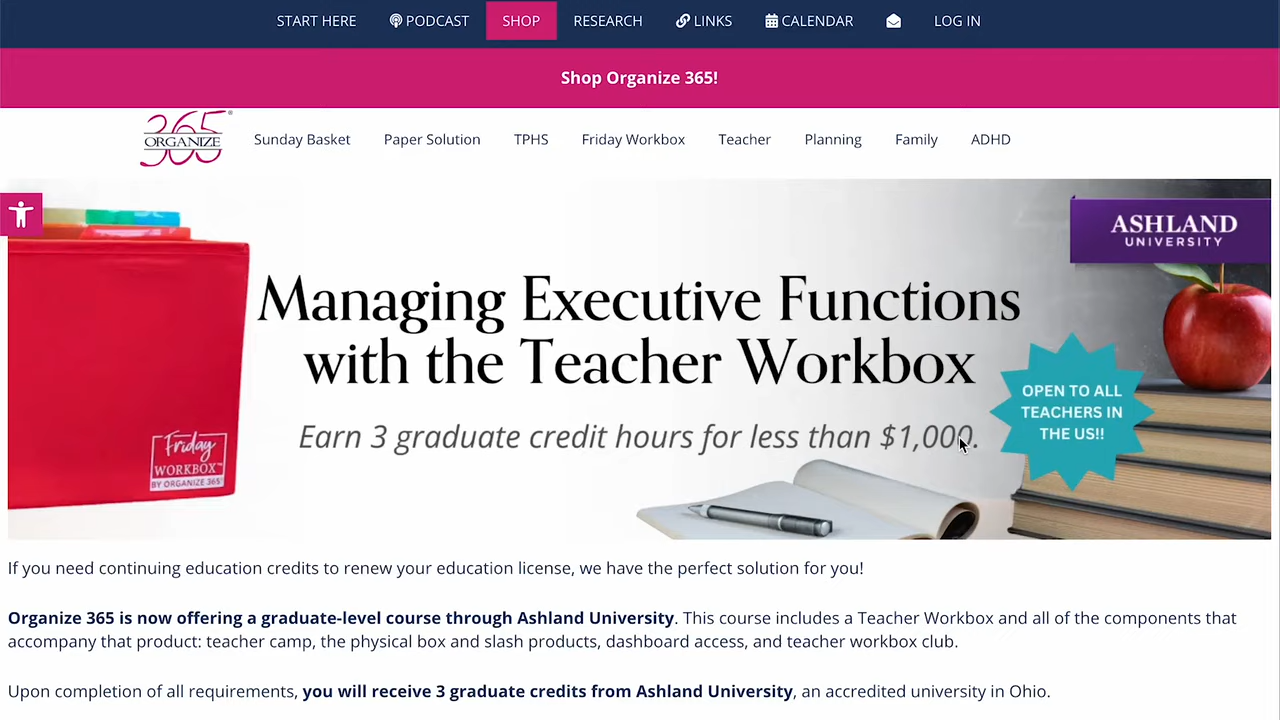 START HERE PODCAST SHOP RESEARCH LINKS CALENDAR LOG IN
Shop Organize 365!
365®
ORGANIZE
Sunday Basket Paper Solution TPHS Friday Workbox Teacher Planning Family ADHD
ASHLAND
UNIVERSITY
Managing Executive Functions
with the Teacher Workbox
Earn 3 graduate credit hours for less than $1,000.
OPEN TO ALL
TEACHERS IN
THE US!!
Friday
WORKBOX™
BY ORGANIZE 365®
If you need continuing education credits to renew your education license, we have the perfect solution for you!
Organize 365 is now offering a graduate-level course through Ashland University. This course includes a Teacher Workbox and all of the components that
accompany that product: teacher camp, the physical box and slash products, dashboard access, and teacher workbox club.
Upon completion of all requirements, you will receive 3 graduate credits from Ashland University, an accredited university in Ohio.